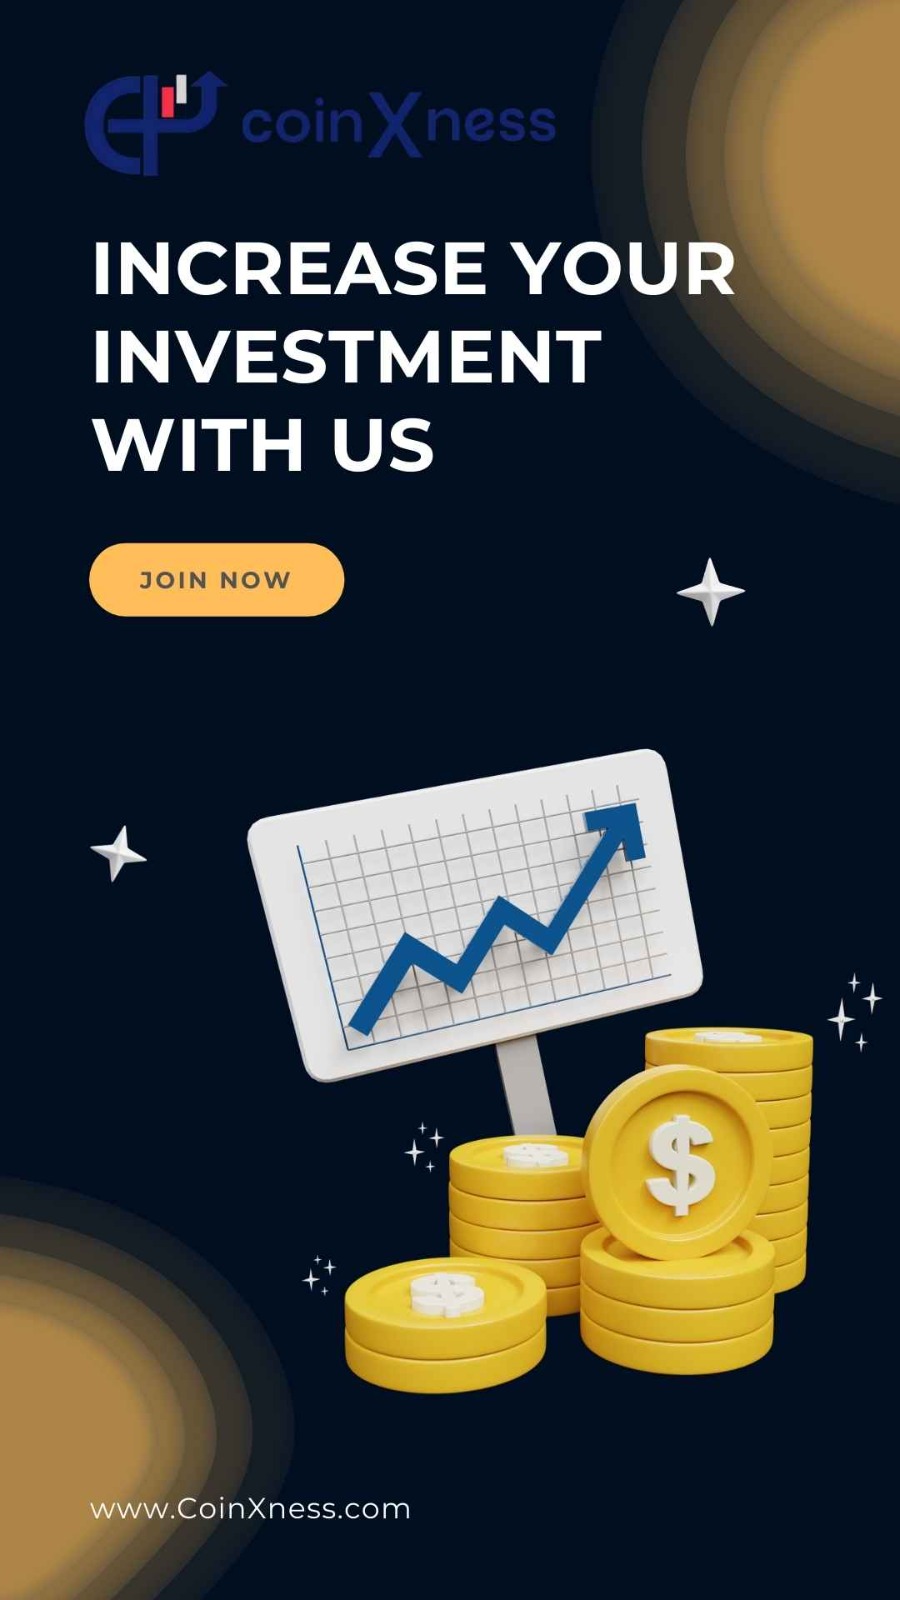 coinXness
INCREASE YOUR
INVESTMENT
WITH US
JOIN NOW
$
$
www.CoinXness.com